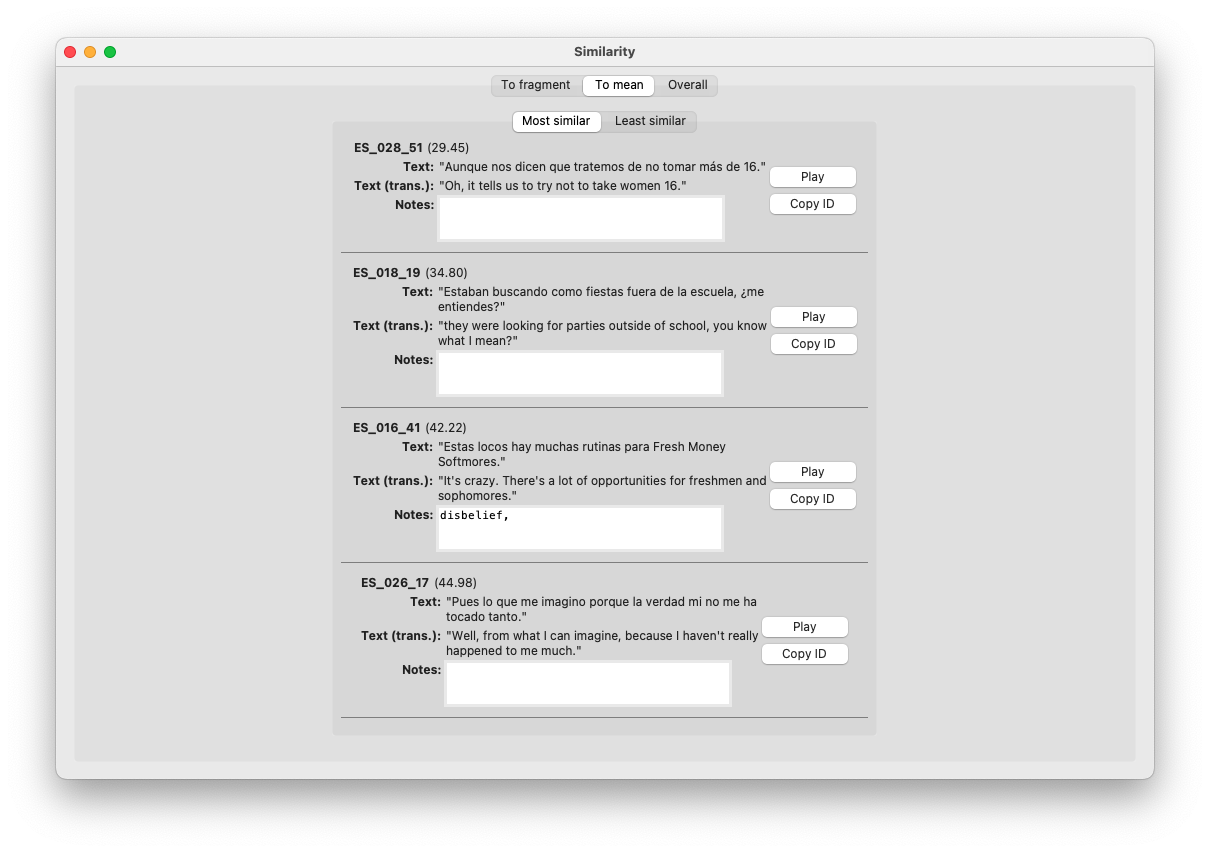 Similarity
To fragment To mean Overall
Most similar Least similar
ES_028_51 (29.45)
Text: "Aunque nos dicen que tratemos de no tomar más de 16."
Play
Text (trans.): "Oh, it tells us to try not to take women 16."
Copy ID
Notes:
ES_018_19 (34.80)
Text: "Estaban buscando como fiestas fuera de la escuela, ¿me
entiendes?"
Play
Text (trans.): "they were looking for parties outside of school, you know
what I mean?"
Copy ID
Notes:
ES_016_41 (42.22)
Text: "Estas locos hay muchas rutinas para Fresh Money
Softmores."
Play
Text (trans.): "It's crazy. There's a lot of opportunities for freshmen and
sophomores."
Copy ID
Notes: disbelief,
ES_026_17 (44.98)
Text: "Pues lo que me imagino porque la verdad mi no me ha
tocado tanto."
Play
Text (trans.): "Well, from what I can imagine, because I haven't really
happened to me much."
Copy ID
Notes: